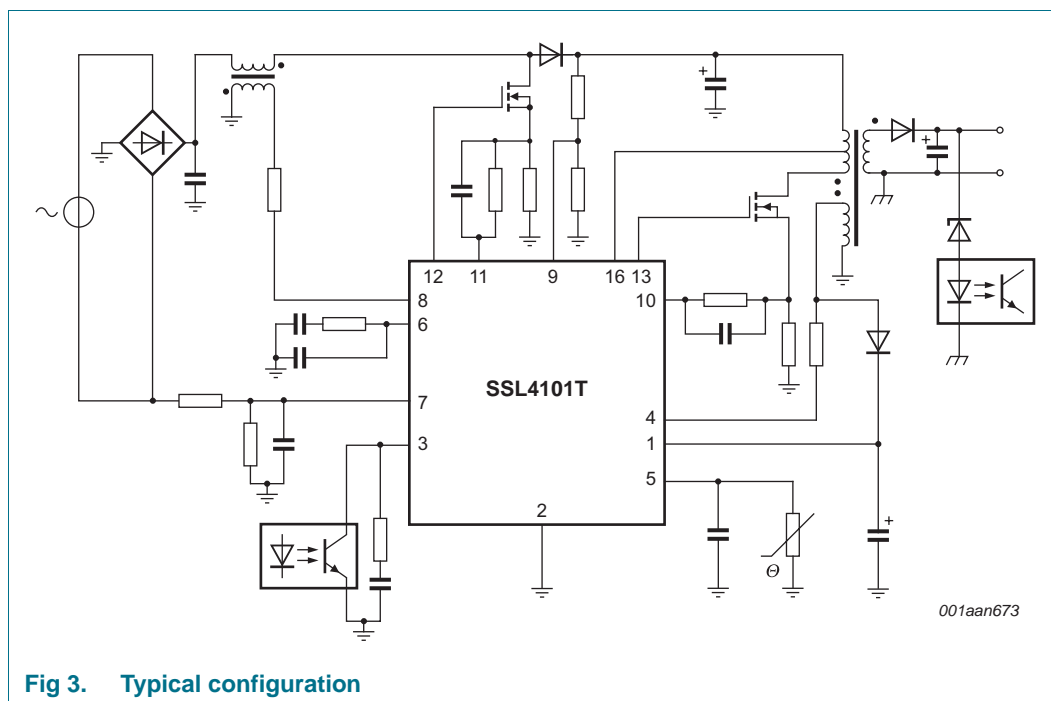 12 11 9 16 13
8 10
6
SSL4101T
7
4
3 1
5
2
+
+
+
Θ
001aan673
Fig 3. Typical configuration